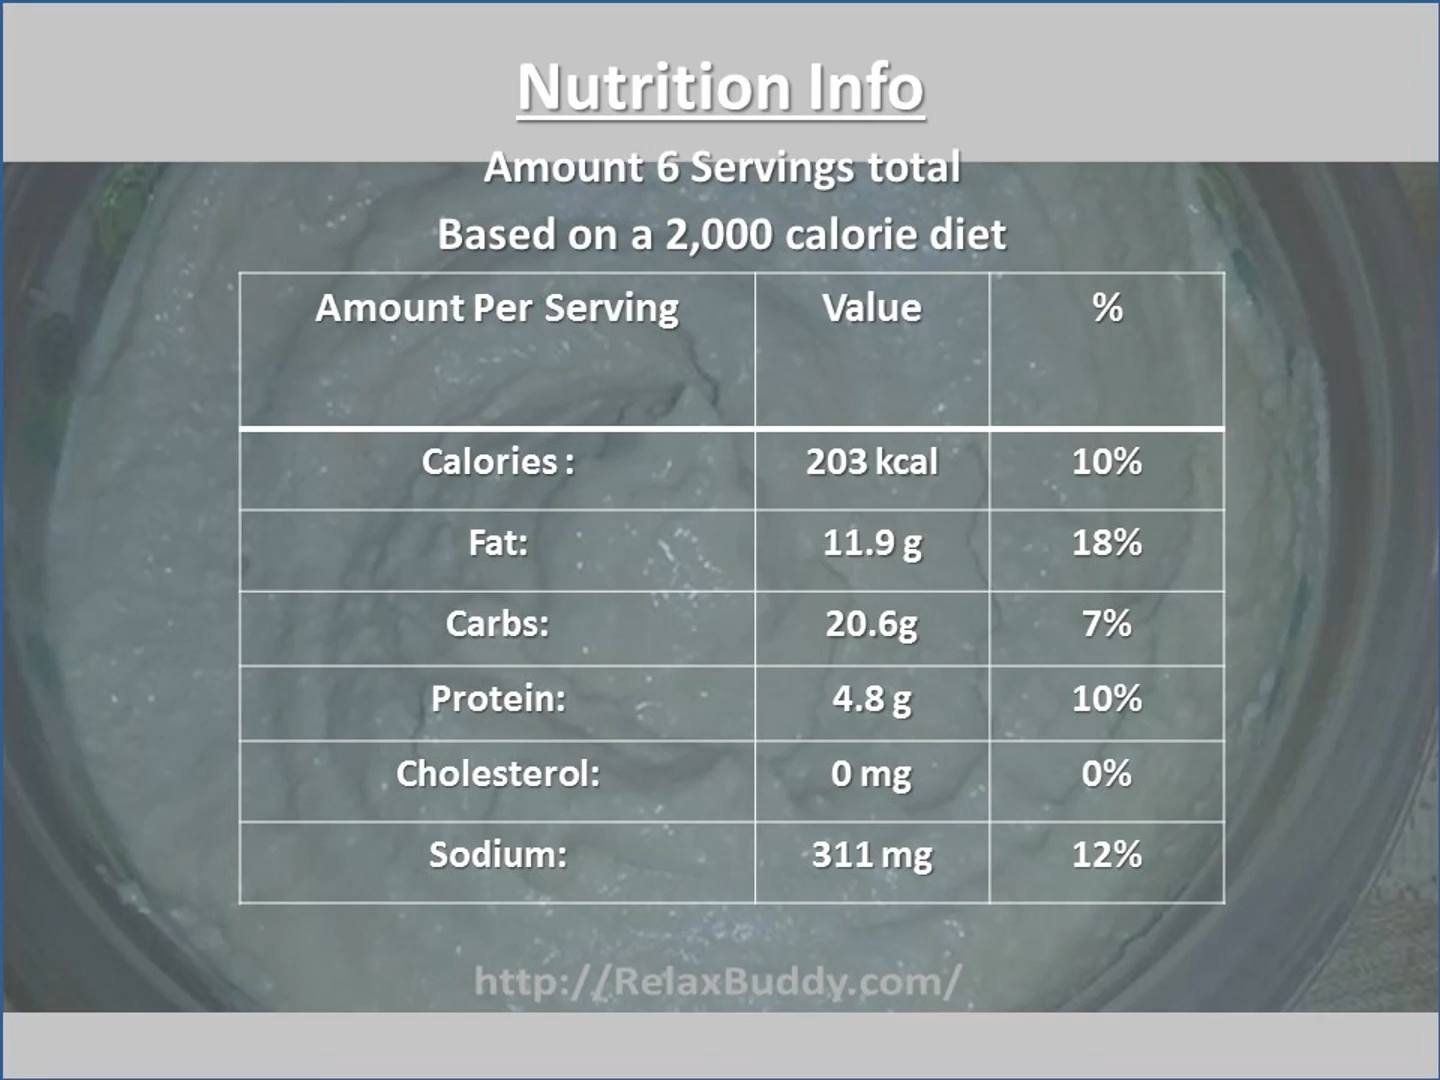 Nutrition Info
Amount 6 Servings total
Based on a 2,000 calorie diet
Amount Per Serving Value %
Calories : 203 kcal 10%
Fat: 11.9 g 18%
Carbs: 20.6g 7%
Protein: 4.8 g 10%
Cholesterol: 0 mg 0%
Sodium: 311 mg 12%
http://RelaxBuddy.com/